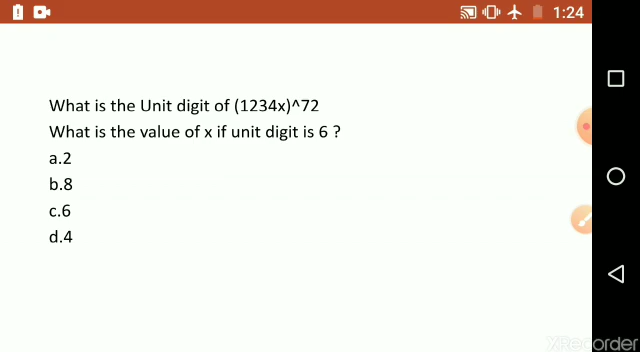 1:24
What is the Unit digit of (1234x)^72
What is the value of x if unit digit is 6 ?
a.2
b.8
c.6
d.4
XRecorder